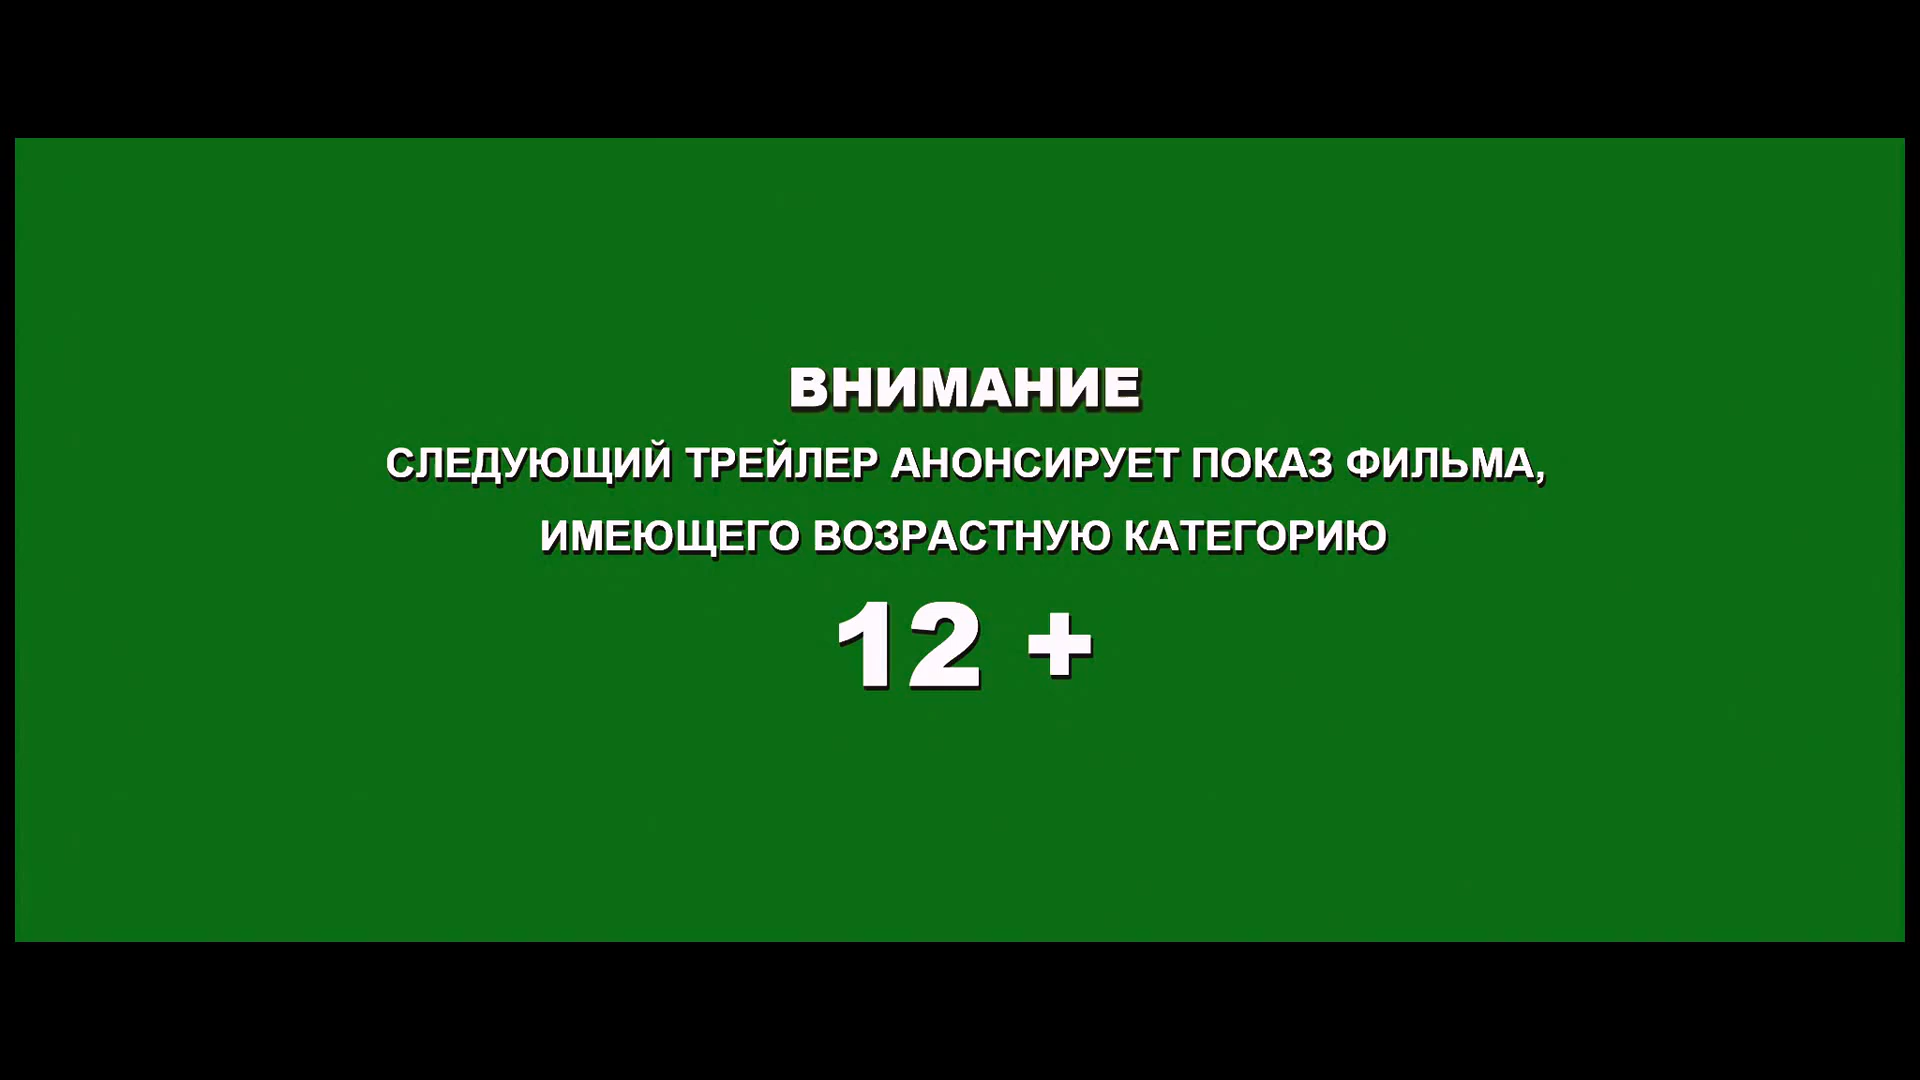 ВНИМАНИЕ
СЛЕДУЮЩИЙ ТРЕЙЛЕР АНОНСИРУЕТ ПОКАЗ ФИЛЬМА,
ИМЕЮЩЕГО ВОЗРАСТНУЮ КАТЕГОРИЮ
12 +